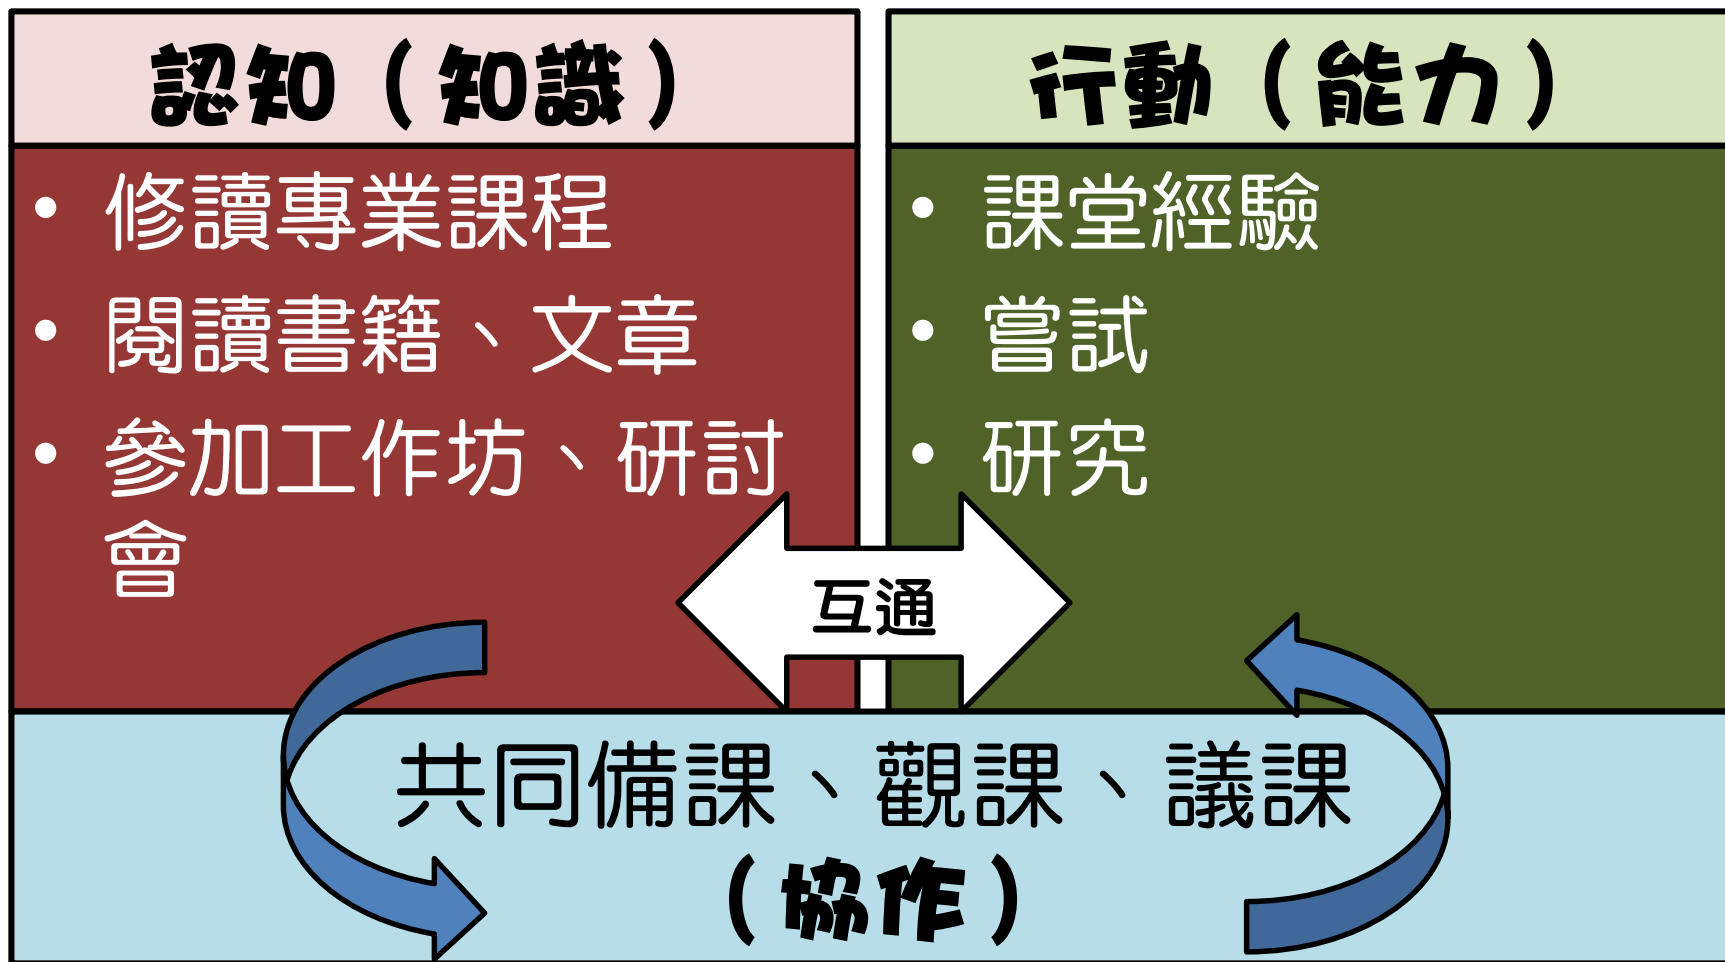 認知（知識）
• 修讀專業課程
• 閱讀書籍、文章
• 參加工作坊、研討
會
行動（能力）
• 課堂經驗
• 嘗試
• 研究
互通
共同備課、觀課、議課
（協作）